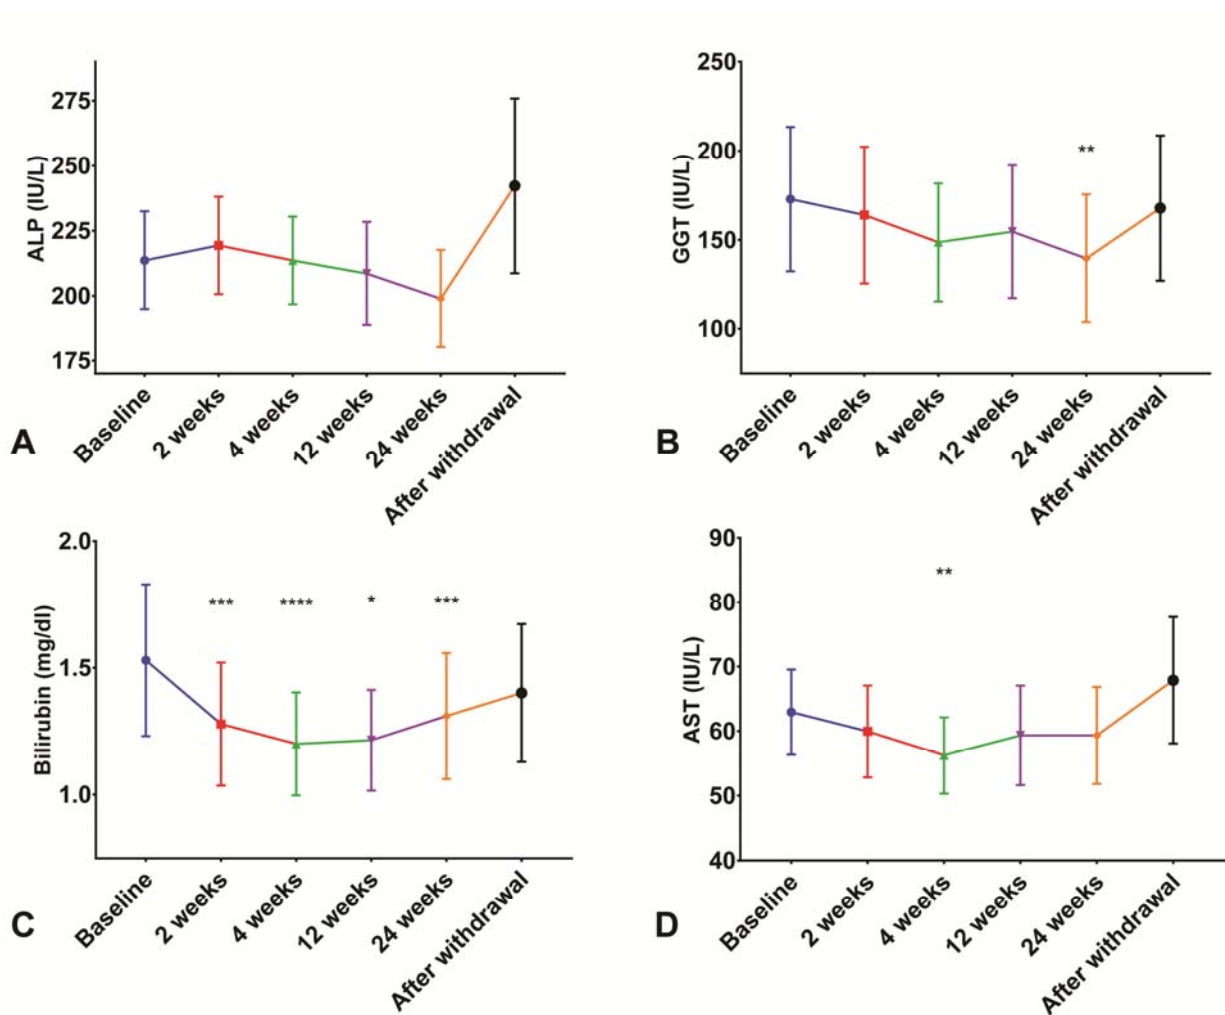 275
250
225
200
175
ALP (IU/L)
Baseline
2 weeks
4 weeks
12 weeks
24 weeks
After withdrawal
A
250
200
150
100
GGT (IU/L)
**
Baseline
2 weeks
4 weeks
12 weeks
24 weeks
After withdrawal
B
2.0
1.5
1.0
Bilirubin (mg/dl)
*** **** * ***
Baseline
2 weeks
4 weeks
12 weeks
24 weeks
After withdrawal
C
90
80
70
60
50
40
AST (IU/L)
**
Baseline
2 weeks
4 weeks
12 weeks
24 weeks
After withdrawal
D